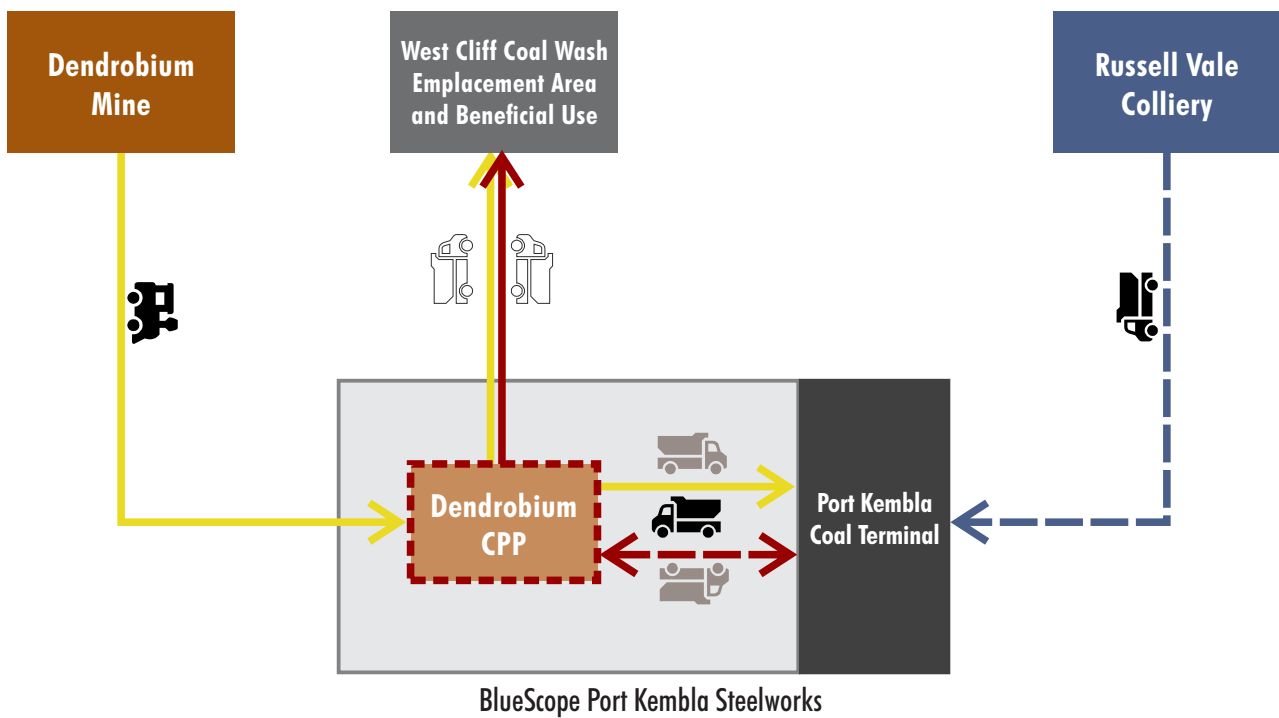 Dendrobium
Mine
West Cliff Coal Wash
Emplacement Area
and Beneficial Use
Russell Vale
Colliery
Dendrobium
CPP
Port Kembla
Coal Terminal
BlueScope Port Kembla Steelworks